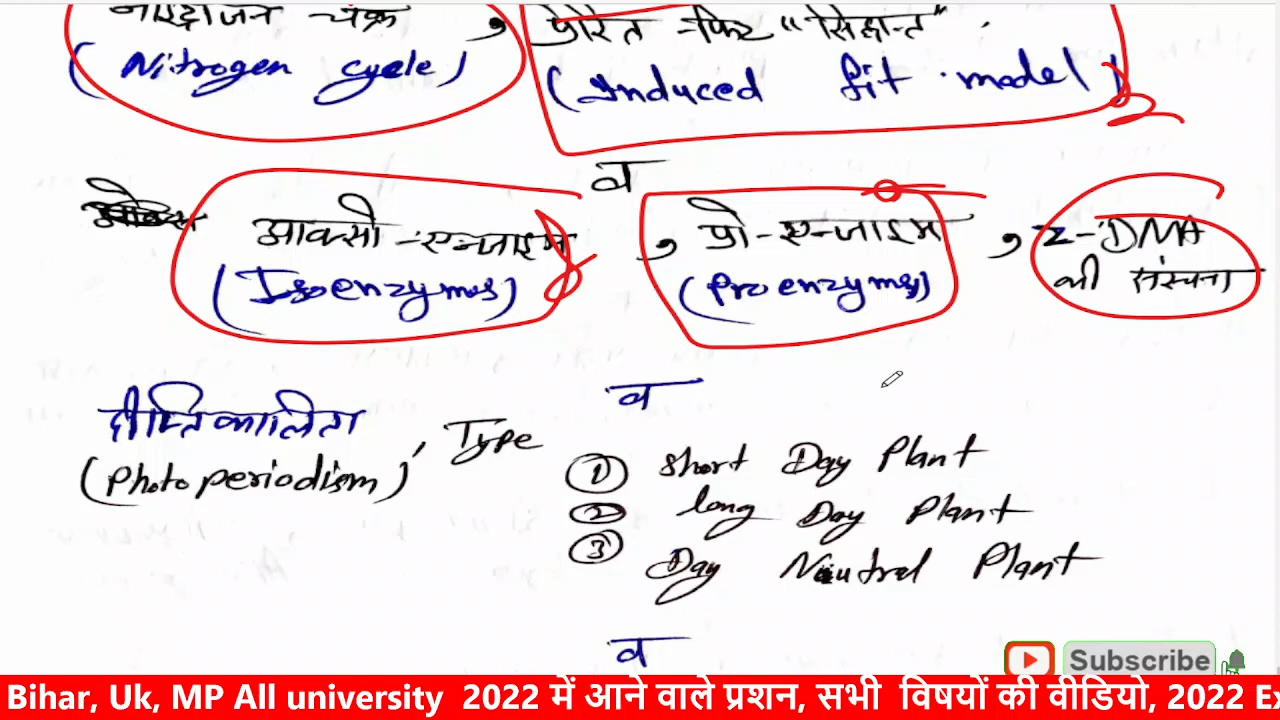 नाइट्रोजन चक्र , प्रेरित फिट "सिद्धान्त"
(Nitrogen cycle) (Induced fit model)
व
आक्सो-एन्जाइम , प्रो-एन्जाइम , Z-DNA
(Isoenzymes) (Proenzymes) की संरचना
व
दीप्तिकालिता
(Photoperiodism) , Type
① Short Day Plant
② long Day Plant
③ Day Neutral Plant
व
Subscribe
Bihar, Uk, MP All university 2022 में आने वाले प्रशन, सभी विषयों की वीडियो, 2022 Ex